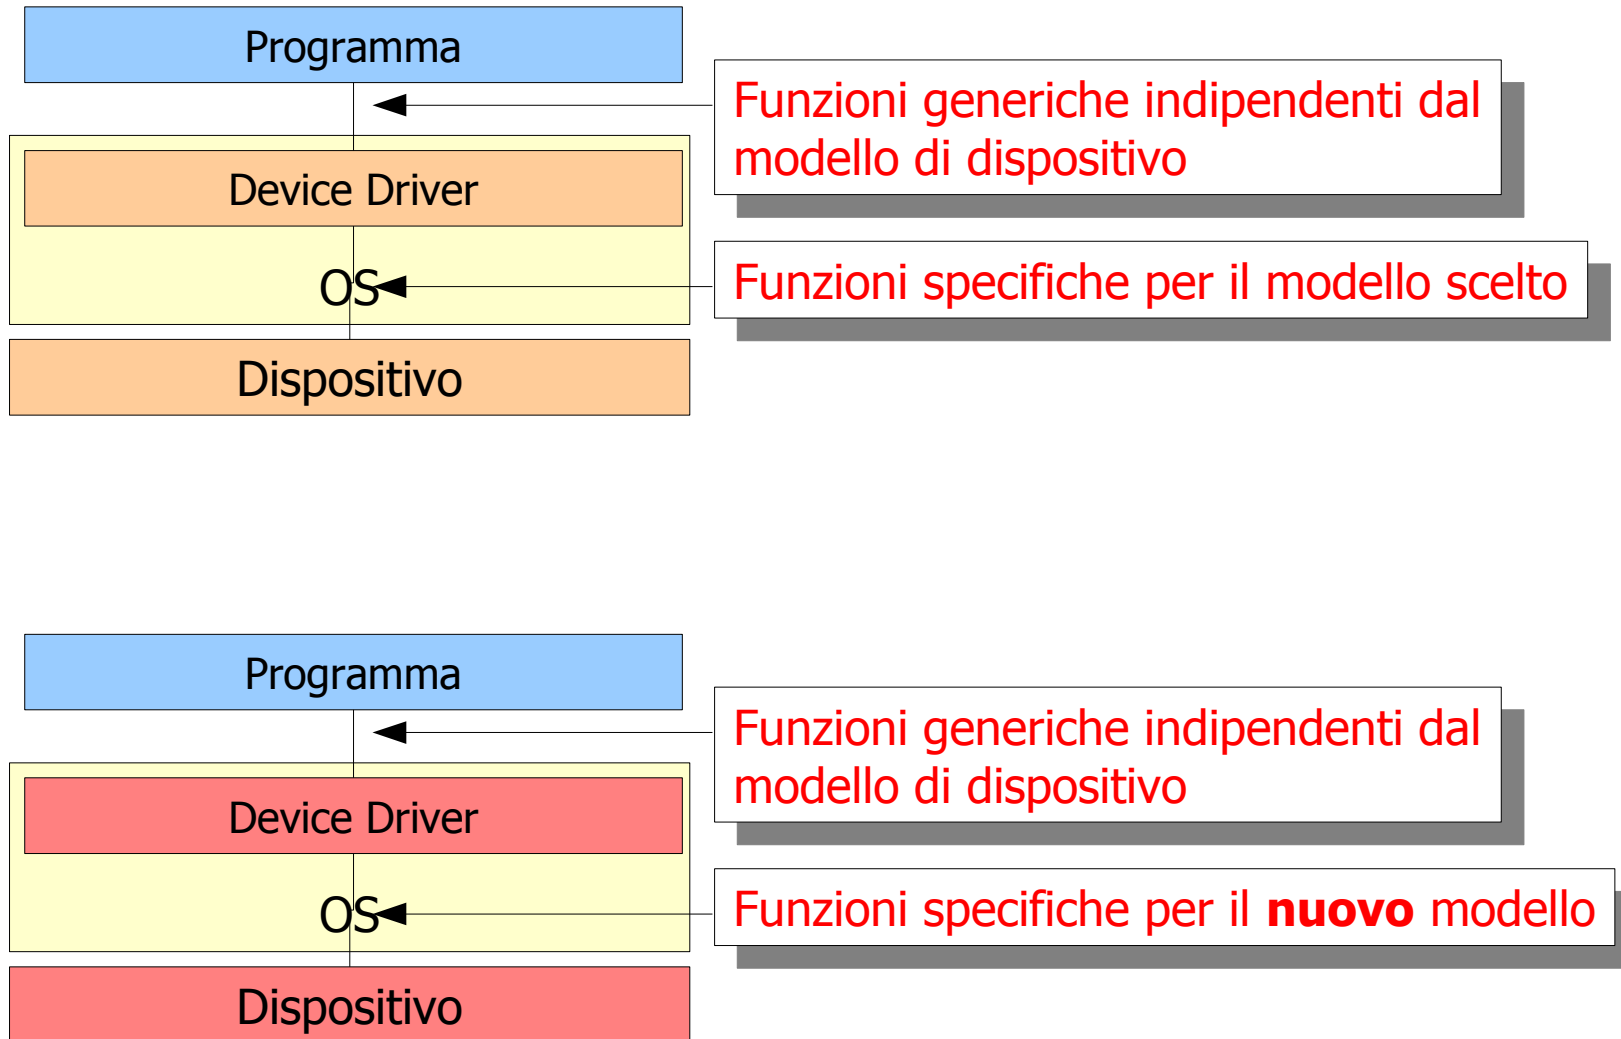 Programma
Funzioni generiche indipendenti dal
modello di dispositivo
Device Driver
OS
Funzioni specifiche per il modello scelto
Dispositivo
Programma
Funzioni generiche indipendenti dal
modello di dispositivo
Device Driver
OS
Funzioni specifiche per il nuovo modello
Dispositivo